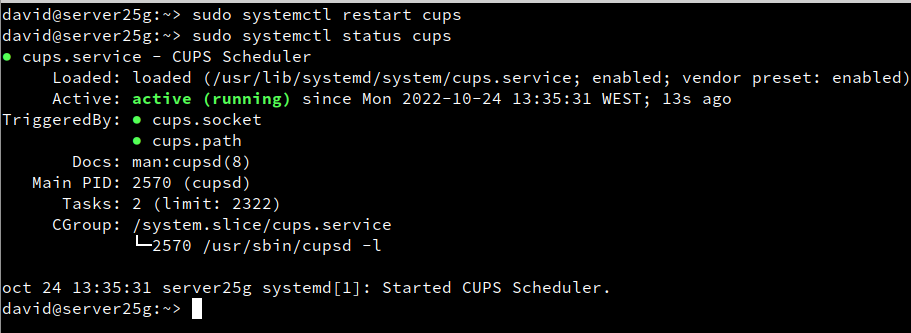 david@server25g:~> sudo systemctl restart cups
david@server25g:~> sudo systemctl status cups
● cups.service - CUPS Scheduler
     Loaded: loaded (/usr/lib/systemd/system/cups.service; enabled; vendor preset: enabled)
     Active: active (running) since Mon 2022-10-24 13:35:31 WEST; 13s ago
TriggeredBy: ● cups.socket
             ● cups.path
       Docs: man:cupsd(8)
   Main PID: 2570 (cupsd)
      Tasks: 2 (limit: 2322)
     CGroup: /system.slice/cups.service
             └─2570 /usr/sbin/cupsd -l

oct 24 13:35:31 server25g systemd[1]: Started CUPS Scheduler.
david@server25g:~>